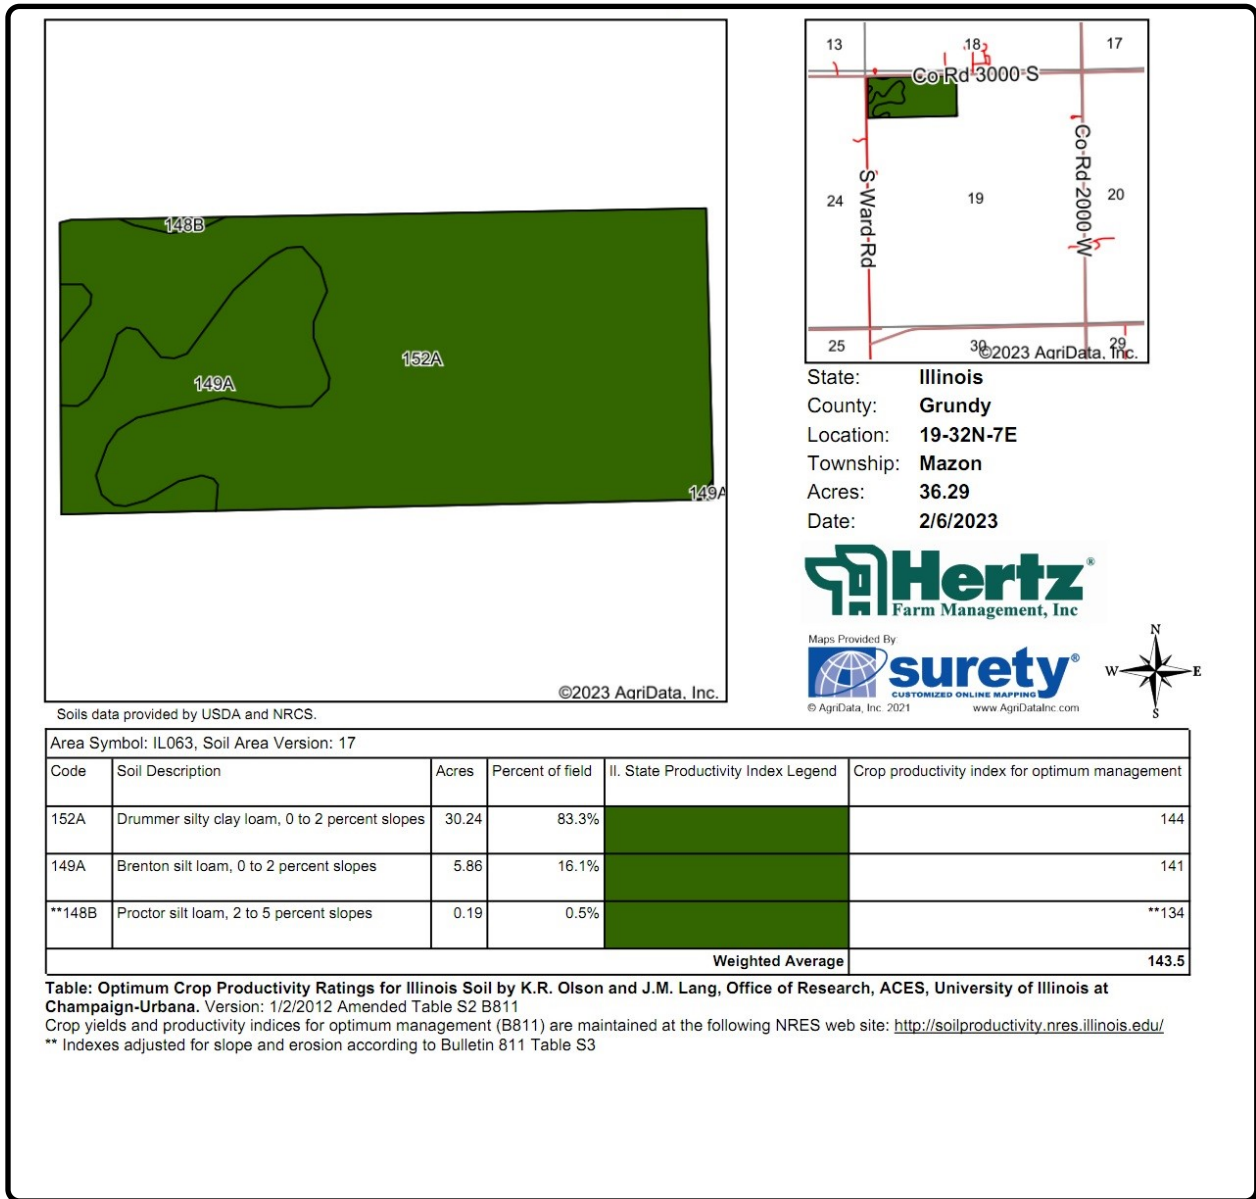 148B
152A
149A
149A
©2023 AgriData, Inc.
Soils data provided by USDA and NRCS.
13
18
17
Co Rd 3000 S
S Ward Rd
Co Rd 2000 W
24
19
20
25
30
29
©2023 AgriData, Inc.
State: Illinois
County: Grundy
Location: 19-32N-7E
Township: Mazon
Acres: 36.29
Date: 2/6/2023
Hertz®
Farm Management, Inc
Maps Provided By
surety®
CUSTOMIZED ONLINE MAPPING
© AgriData, Inc. 2021 www.AgriDataInc.com
N
W E
S
Area Symbol: IL063, Soil Area Version: 17
Code Soil Description Acres Percent of field II. State Productivity Index Legend Crop productivity index for optimum management
152A Drummer silty clay loam, 0 to 2 percent slopes 30.24 83.3% 144
149A Brenton silt loam, 0 to 2 percent slopes 5.86 16.1% 141
**148B Proctor silt loam, 2 to 5 percent slopes 0.19 0.5% **134
Weighted Average 143.5
Table: Optimum Crop Productivity Ratings for Illinois Soil by K.R. Olson and J.M. Lang, Office of Research, ACES, University of Illinois at
Champaign-Urbana. Version: 1/2/2012 Amended Table S2 B811
Crop yields and productivity indices for optimum management (B811) are maintained at the following NRES web site: http://soilproductivity.nres.illinois.edu/
** Indexes adjusted for slope and erosion according to Bulletin 811 Table S3